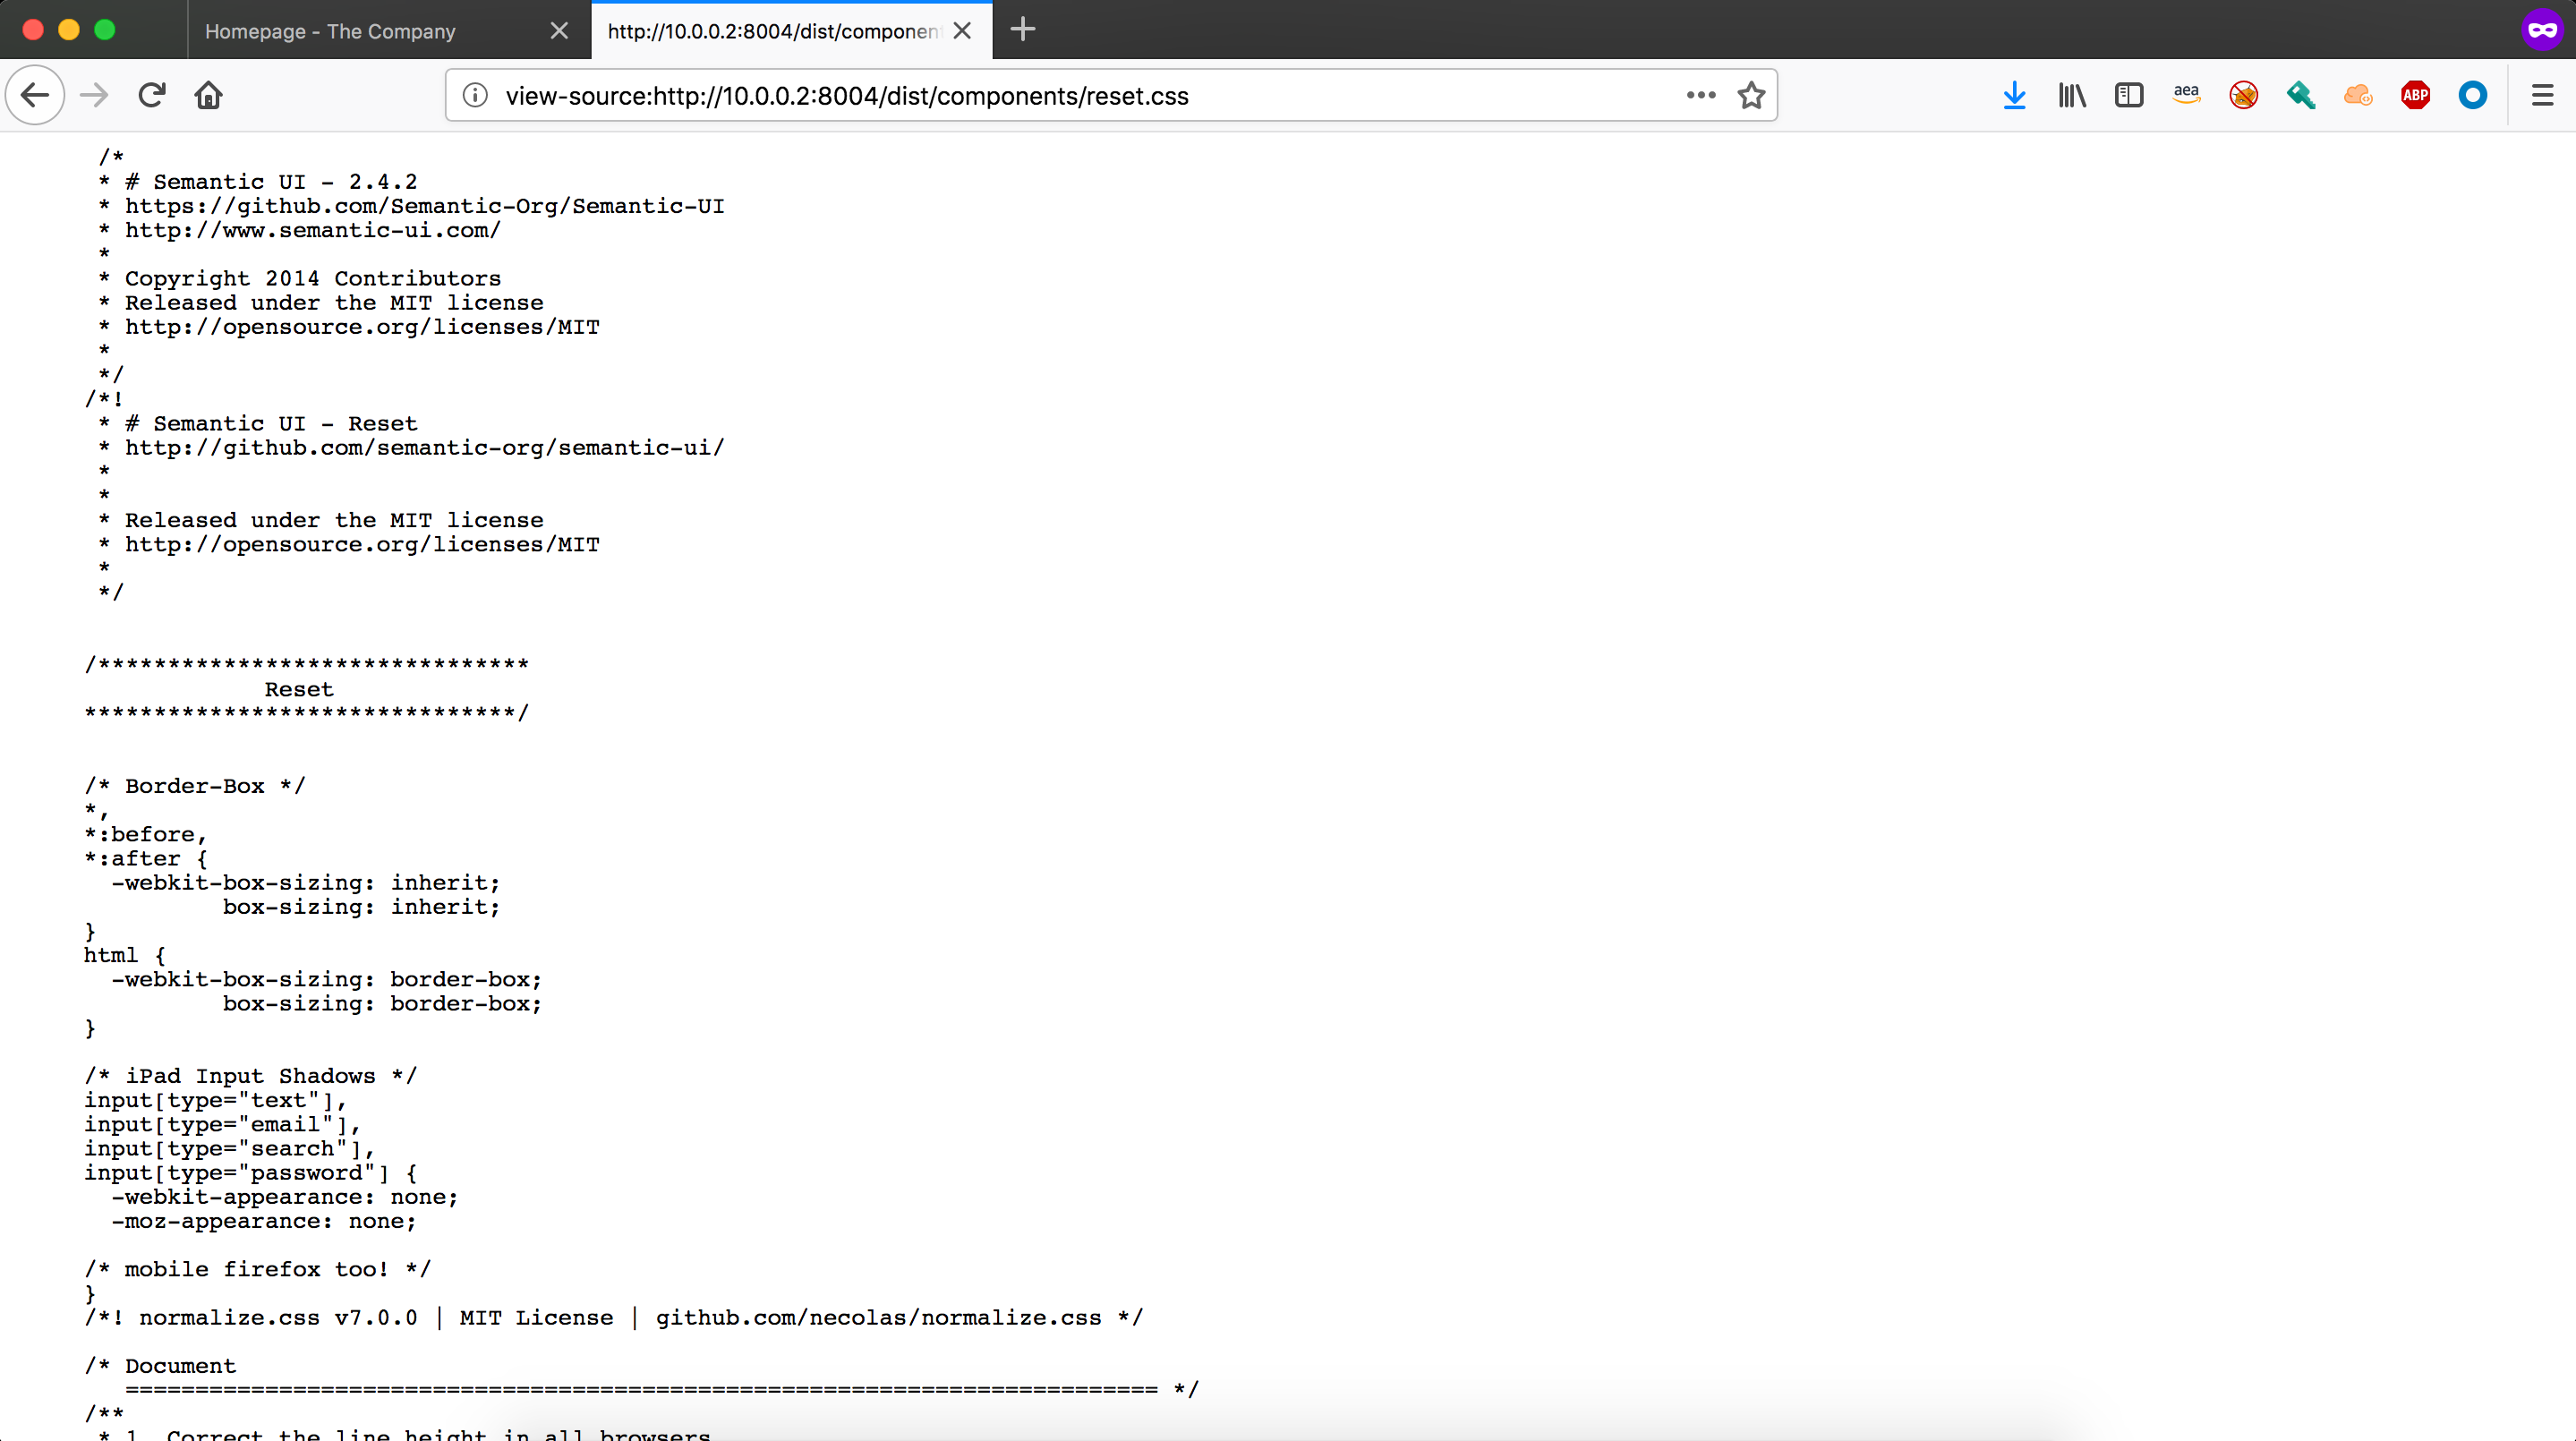 Homepage - The Company
http://10.0.0.2:8004/dist/componen
view-source:http://10.0.0.2:8004/dist/components/reset.css
aea
ABP
/*
* # Semantic UI - 2.4.2
* https://github.com/Semantic-Org/Semantic-UI
* http://www.semantic-ui.com/
*
* Copyright 2014 Contributors
* Released under the MIT license
* http://opensource.org/licenses/MIT
*
*/
/*!
* # Semantic UI - Reset
* http://github.com/semantic-org/semantic-ui/
*
*
* Released under the MIT license
* http://opensource.org/licenses/MIT
*
*/
/*******************************
Reset
*******************************/
/* Border-Box */
*,
*:before,
*:after {
-webkit-box-sizing: inherit;
box-sizing: inherit;
}
html {
-webkit-box-sizing: border-box;
box-sizing: border-box;
}
/* iPad Input Shadows */
input[type="text"],
input[type="email"],
input[type="search"],
input[type="password"] {
-webkit-appearance: none;
-moz-appearance: none;
/* mobile firefox too! */
}
/*! normalize.css v7.0.0 | MIT License | github.com/necolas/normalize.css */
/* Document
========================================================================== */
/**
* 1. Correct the line height in all browsers.